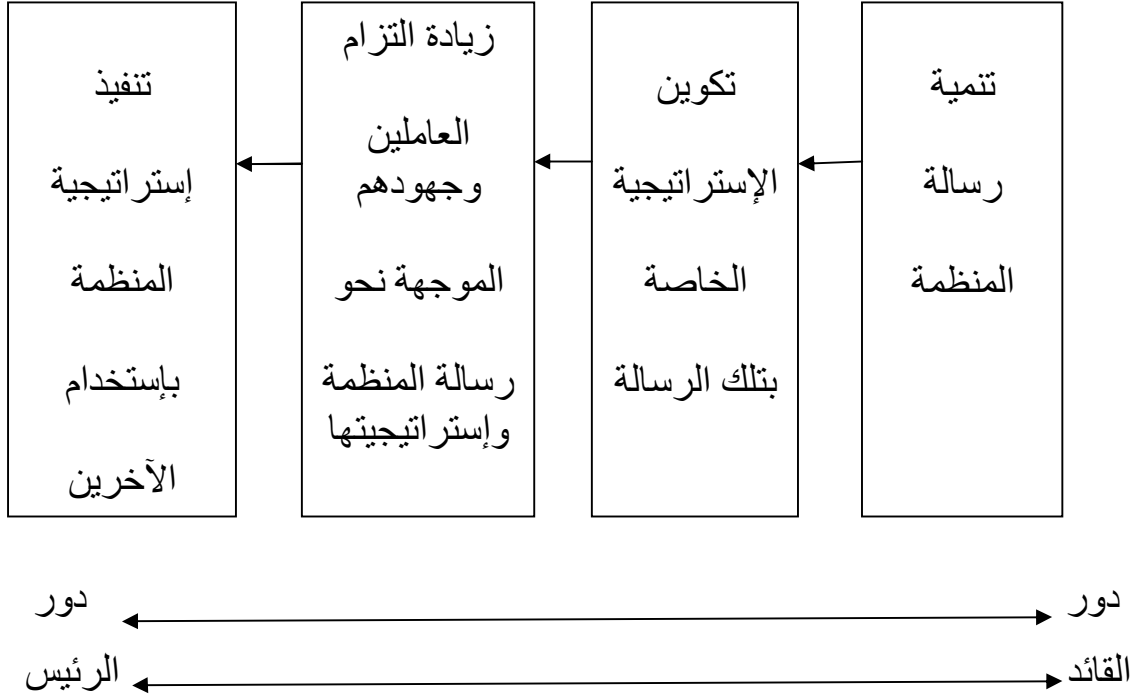 تنمية
رسالة
المنظمة
تكوين
الإستراتيجية
الخاصة
بتلك الرسالة
زيادة التزام
العاملين
وجهودهم
الموجهة نحو
رسالة المنظمة
وإستراتيجيتها
تنفيذ
إستراتيجية
المنظمة
بإستخدام
الآخرين
دور
القائد
دور
الرئيس